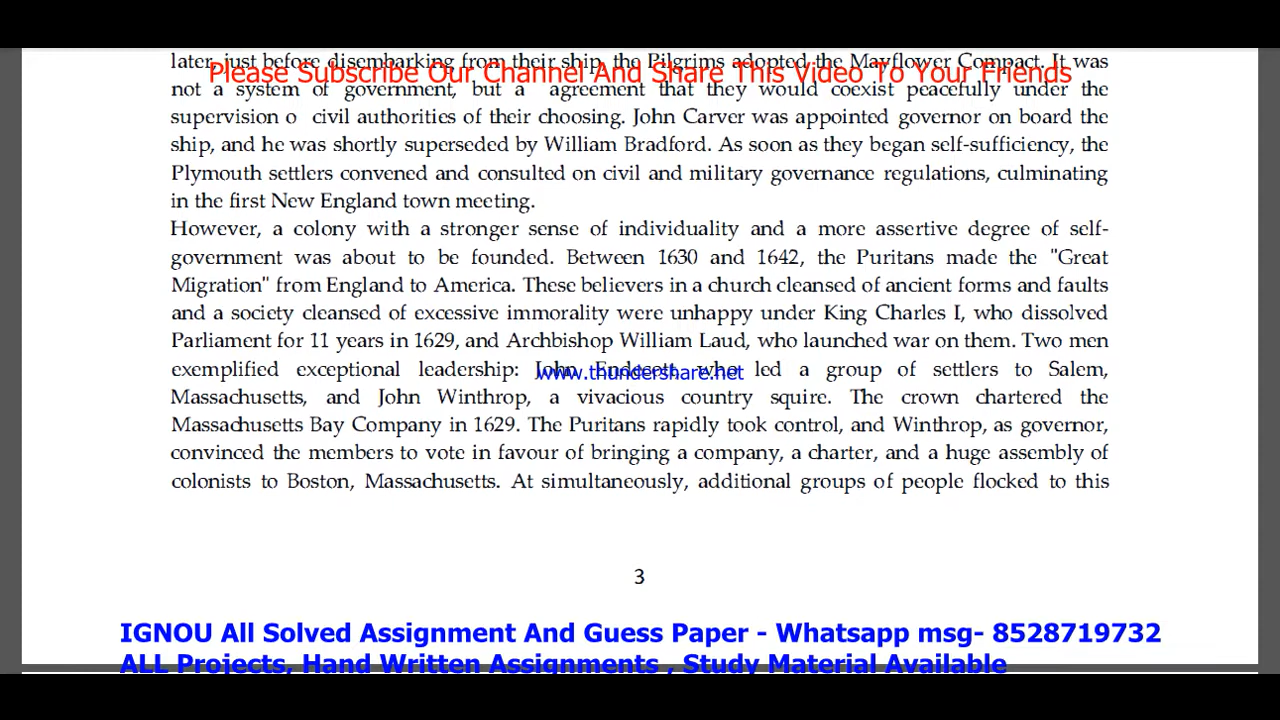 later, just before disembarking from their ship, the Pilgrims adopted the Mayflower Compact. It was
Please Subscribe Our Channel And Share This Video To Your Friends
not a system of government, but a agreement that they would coexist peacefully under the
supervision o civil authorities of their choosing. John Carver was appointed governor on board the
ship, and he was shortly superseded by William Bradford. As soon as they began self-sufficiency, the
Plymouth settlers convened and consulted on civil and military governance regulations, culminating
in the first New England town meeting.
However, a colony with a stronger sense of individuality and a more assertive degree of self-
government was about to be founded. Between 1630 and 1642, the Puritans made the "Great
Migration" from England to America. These believers in a church cleansed of ancient forms and faults
and a society cleansed of excessive immorality were unhappy under King Charles I, who dissolved
Parliament for 11 years in 1629, and Archbishop William Laud, who launched war on them. Two men
exemplified exceptional leadership: John Endecott, who led a group of settlers to Salem,
www.thundershare.net
Massachusetts, and John Winthrop, a vivacious country squire. The crown chartered the
Massachusetts Bay Company in 1629. The Puritans rapidly took control, and Winthrop, as governor,
convinced the members to vote in favour of bringing a company, a charter, and a huge assembly of
colonists to Boston, Massachusetts. At simultaneously, additional groups of people flocked to this
3
IGNOU All Solved Assignment And Guess Paper - Whatsapp msg- 8528719732
ALL Projects, Hand Written Assignments , Study Material Available